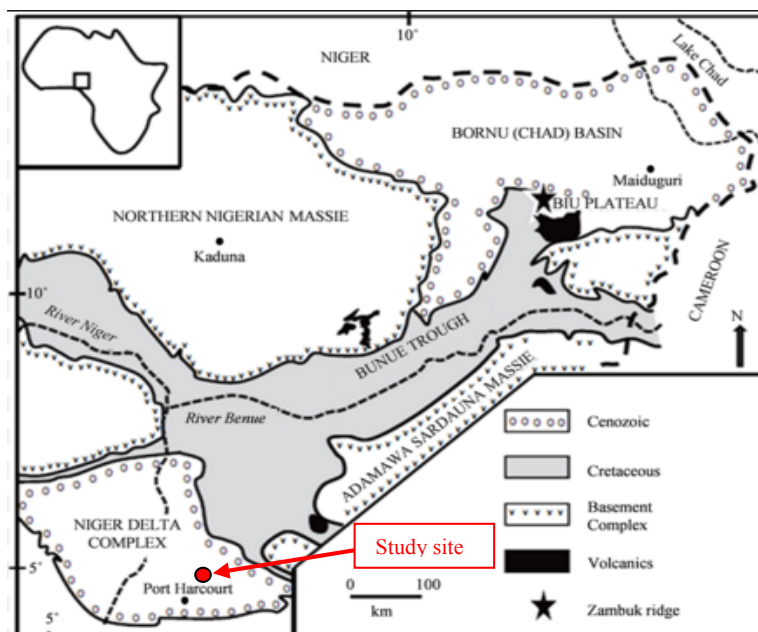 10°
NIGER
Lake Chad
BORNU (CHAD) BASIN
Maiduguri
BIU PLATEAU
NORTHERN NIGERIAN MASSIE
Kaduna
CAMEROON
10°
N
River Niger
BUNUE TROUGH
River Benue
ADAMAWA SARDAUNA MASSIE
Cenozoic
Cretaceous
Basement
Complex
NIGER DELTA
COMPLEX
Study site
Volcanics
5°
Port Harcourt
0 100
km
Zambuk ridge
5°